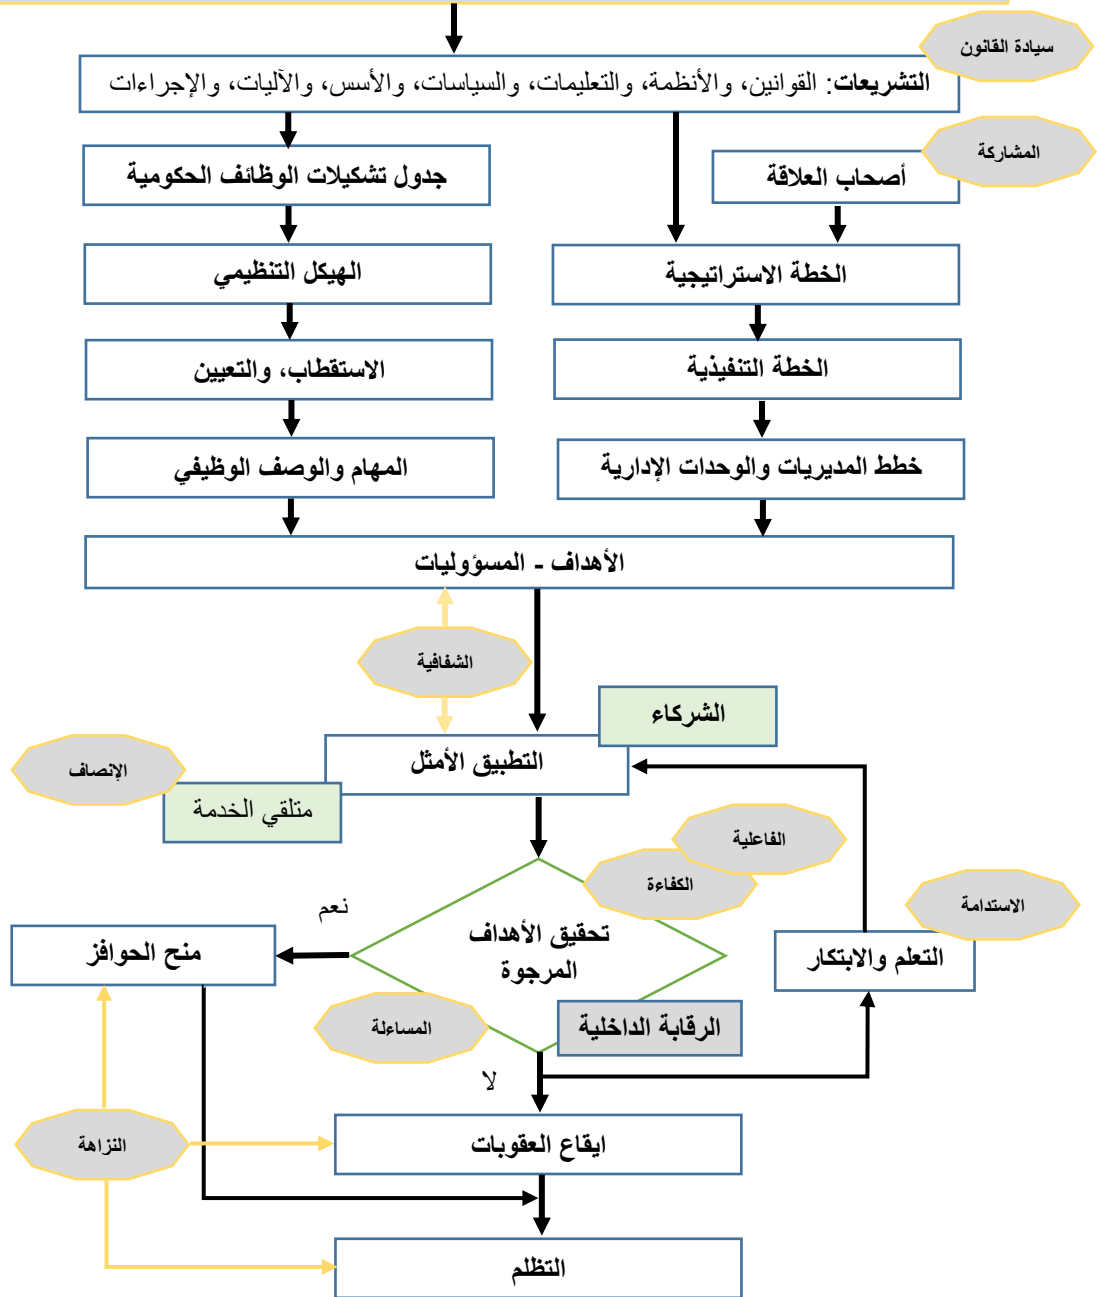 سيادة القانون
التشريعات: القوانين، والأنظمة، والتعليمات، والسياسات، والأسس، والآليات، والإجراءات
المشاركة
أصحاب العلاقة
جدول تشكيلات الوظائف الحكومية
الخطة الاستراتيجية
الهيكل التنظيمي
الخطة التنفيذية
الاستقطاب، والتعيين
خطط المديريات والوحدات الإدارية
المهام والوصف الوظيفي
الأهداف - المسؤوليات
الشفافية
الشركاء
التطبيق الأمثل
الإنصاف
متلقي الخدمة
الفاعلية
الكفاءة
الاستدامة
نعم
تحقيق الأهداف
المرجوة
منح الحوافز
التعلم والابتكار
المساءلة
الرقابة الداخلية
لا
النزاهة
ايقاع العقوبات
التظلم